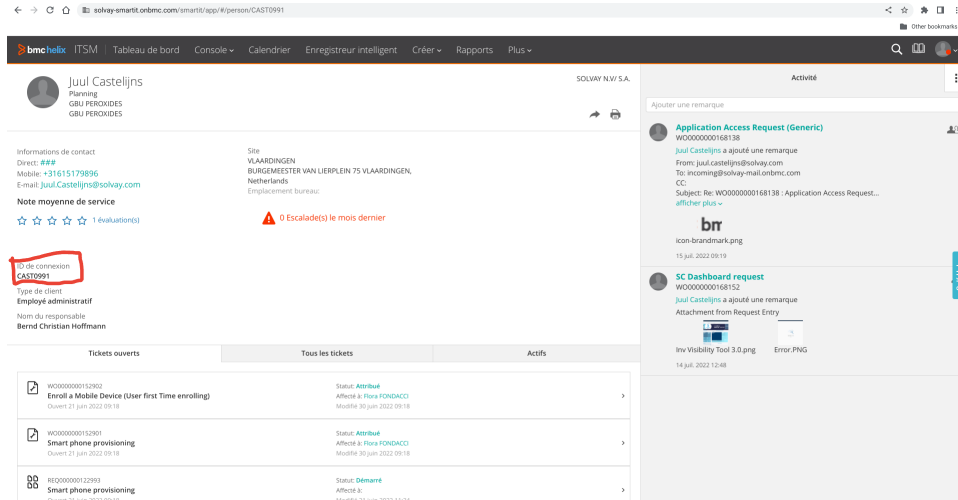 solvay-smartit.onbmc.com/smartit/app/#/person/CAST0991
Other bookmarks
bmchelix ITSM Tableau de bord Console Calendrier Enregistreur intelligent Créer Rapports Plus
Juul Castelijns
Planning
GBU PEROXIDES
GBU PEROXIDES
SOLVAY N.V/ S.A.
Informations de contact
Direct: ###
Mobile: +31615179896
E-mail: Juul.Castelijns@solvay.com
Note moyenne de service
1 évaluation(s)
Site
VLAARDINGEN
BURGEMEESTER VAN LIERPLEIN 75 VLAARDINGEN,
Netherlands
Emplacement bureau:
0 Escalade(s) le mois dernier
ID de connexion
CAST0991
Type de client
Employé administratif
Nom du responsable
Bernd Christian Hoffmann
Tickets ouverts Tous les tickets Actifs
WO0000000152902
Enroll a Mobile Device (User first Time enrolling)
Ouvert 21 juin 2022 09:18
Statut: Attribué
Affecté à: Flora FONDACCI
Modifié 30 juin 2022 09:18
WO0000000152901
Smart phone provisioning
Ouvert 21 juin 2022 09:18
Statut: Attribué
Affecté à: Flora FONDACCI
Modifié 30 juin 2022 09:18
REQ000000122993
Smart phone provisioning
Statut: Démarré
Affecté à:
Activité
Ajouter une remarque
Application Access Request (Generic)
WO0000000168138
Juul Castelijns a ajouté une remarque
From: juul.castelijns@solvay.com
To: incoming@solvay-mail.onbmc.com
CC:
Subject: Re: WO0000000168138 : Application Access Request...
afficher plus
bm
icon-brandmark.png
15 juil. 2022 09:19
SC Dashboard request
WO0000000168152
Juul Castelijns a ajouté une remarque
Attachment from Request Entry
Inv Visibility Tool 3.0.png Error.PNG
14 juil. 2022 12:48